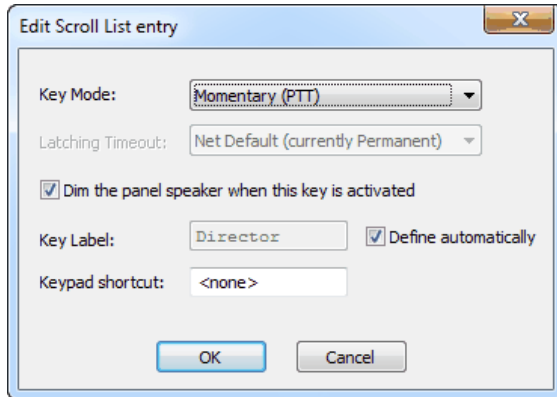 Edit Scroll List entry
Key Mode: Momentary (PTT)
Latching Timeout: Net Default (currently Permanent)
Dim the panel speaker when this key is activated
Key Label: Director Define automatically
Keypad shortcut: <none>
OK Cancel